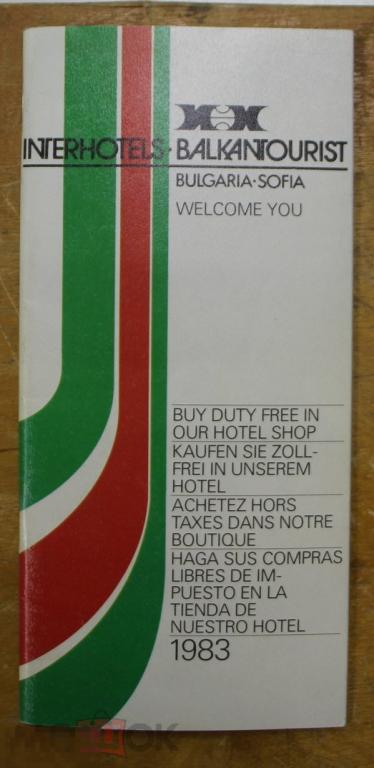 INTERHOTELS·BALKANTOURIST
BULGARIA·SOFIA
WELCOME YOU
BUY DUTY FREE IN
OUR HOTEL SHOP
KAUFEN SIE ZOLL-
FREI IN UNSEREM
HOTEL
ACHETEZ HORS
TAXES DANS NOTRE
BOUTIQUE
HAGA SUS COMPRAS
LIBRES DE IM-
PUESTO EN LA
TIENDA DE
NUESTRO HOTEL
1983